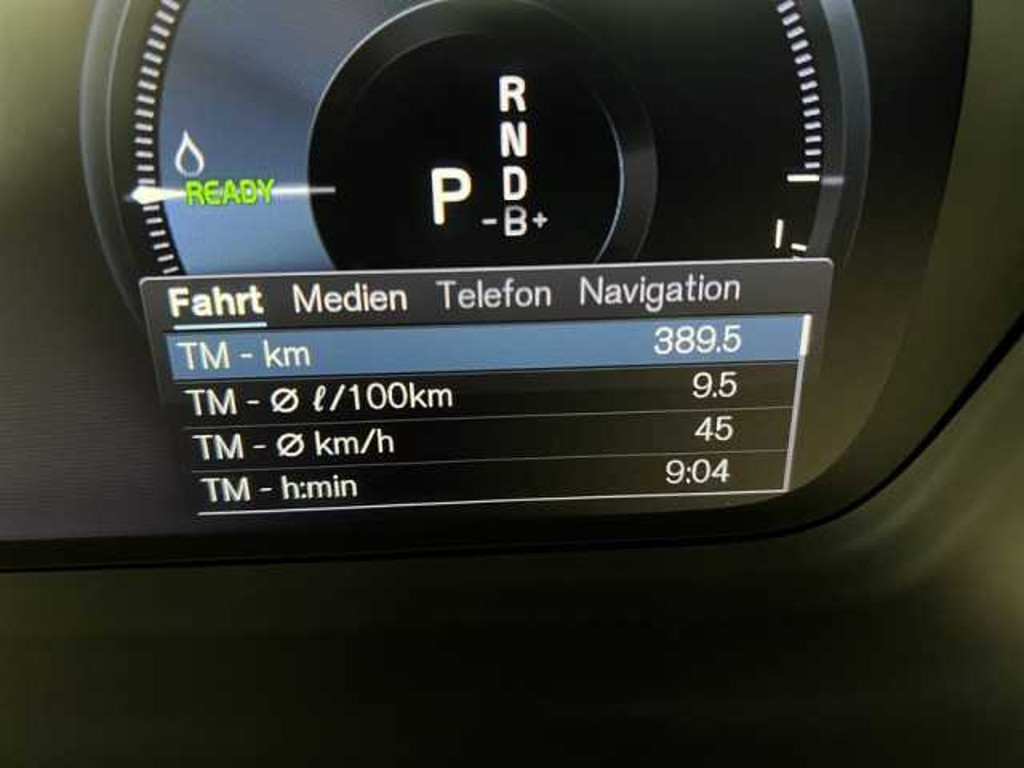 R
N
READY
P
D
-B+
Fahrt Medien Telefon Navigation
TM - km 389.5
TM - Ø ℓ/100km 9.5
TM - Ø km/h 45
TM - h:min 9:04